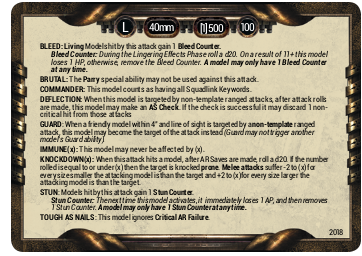 L 40mm 500 100
BLEED: Living Models hit by this attack gain 1 Bleed Counter.
Bleed Counter: During the Lingering Effects Phase roll a d20. On a result of 11+ this model
loses 1 HP, otherwise, remove the Bleed Counter. A model may only have 1 Bleed Counter
at any time.
BRUTAL: The Parry special ability may not be used against this attack.
COMMANDER: This model counts as having all Squadlink Keywords.
DEFLECTION: When this model is targeted by non-template ranged attacks, after attack rolls
are made, this model may make an AS Check. If the check is successful it may discard 1 non-
critical hit from those attacks
GUARD: When a friendly model within 4" and line of sight is targeted by a non-template ranged
attack, this model may become the target of the attack instead (Guard may not trigger another
model's Guard ability)
IMMUNE(x): This model may never be affected by (x).
KNOCKDOWN(x): When this attack hits a model, after AR Saves are made, roll a d20. If the number
rolled is equal to or under (x) then the target is knocked prone. Melee attacks suffer -2 to (x) for
every size smaller the attacking model is than the target and +2 to (x) for every size larger the
attacking model is than the target.
STUN: Models hit by this attack gain 1 Stun Counter.
Stun Counter: The next time this model activates, it immediately loses 1 AP, and then removes
1 Stun Counter. A model may only have 1 Stun Counter at any time.
TOUGH AS NAILS: This model ignores Critical AR Failure.
2018